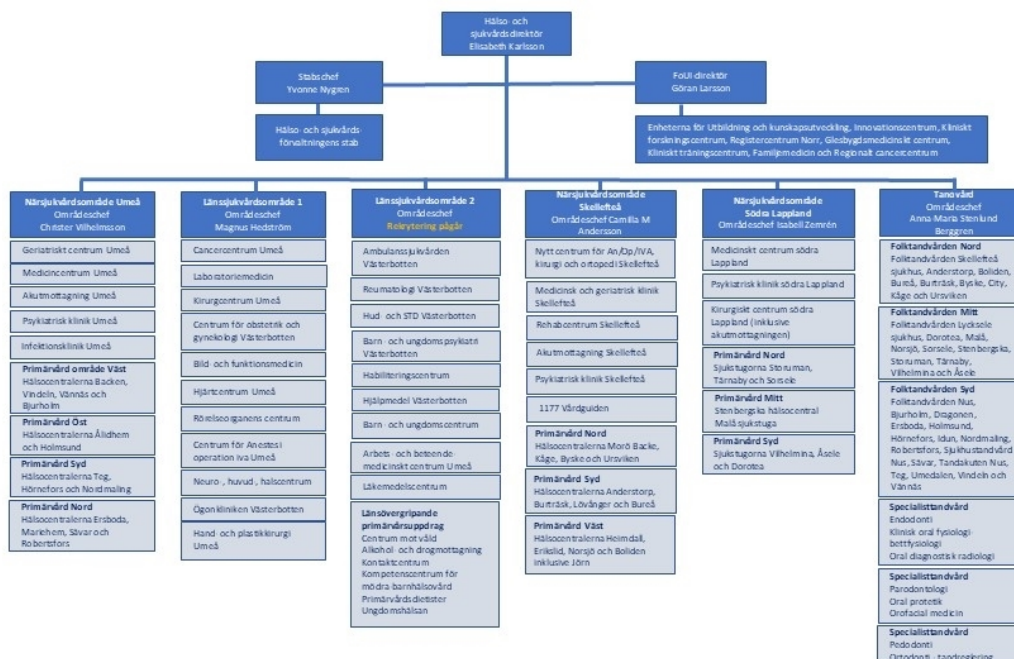 Hälso- och
sjukvårdsdirektör
Elisabeth Karlsson
Stabschef
Yvonne Nygren
FoUI-direktör
Göran Larsson
Hälso- och sjukvårds-
förvaltningens stab
Enheterna för Utbildning och kunskapsutveckling, Innovationscentrum, Kliniskt
forskningscentrum, Registercentrum Norr, Glesbygdsmedicinskt centrum,
Kliniskt träningscentrum, Familjemedicin och Regionalt cancercentrum
Närsjukvårdsområde Umeå
Områdeschef
Christer Vilhelmsson
Geriatriskt centrum Umeå
Medicincentrum Umeå
Akutmottagning Umeå
Psykiatrisk klinik Umeå
Infektionsklinik Umeå
Primärvård område Väst
Hälsocentralerna Backen,
Vindeln, Vännäs och
Bjurholm
Primärvård Öst
Hälsocentralerna Ålidhem
och Holmsund
Primärvård Syd
Hälsocentralerna Teg,
Hörnefors och Nordmaling
Primärvård Nord
Hälsocentralerna Ersboda,
Mariehem, Sävar och
Robertsfors
Länssjukvårdsområde 1
Områdeschef
Magnus Hedström
Cancercentrum Umeå
Laboratoriemedicin
Kirurgcentrum Umeå
Centrum för obstetrik och
gynekologi Västerbotten
Bild- och funktionsmedicin
Hjärtcentrum Umeå
Rörelseorganens centrum
Centrum för Anestesi
operation iva Umeå
Neuro-, huvud-, halscentrum
Ögonkliniken Västerbotten
Hand- och plastikkirurgi
Umeå
Länssjukvårdsområde 2
Områdeschef
Rekrytering pågår
Ambulanssjukvården
Västerbotten
Reumatologi Västerbotten
Hud- och STD Västerbotten
Barn- och ungdomspsykiatri
Västerbotten
Habiliteringscentrum
Hjälpmedel Västerbotten
Barn- och ungdomscentrum
Arbets- och beteende-
medicinskt centrum Umeå
Läkemedelscentrum
Länsövergripande
primärvårsuppdrag
Centrum mot våld
Alkohol- och drogmottagning
Kontaktcentrum
Kompetenscentrum för
mödra barnhälsovård
Primärvårdsdietister
Ungdomshälsan
Närsjukvårdsområde
Skellefteå
Områdeschef Camilla M
Andersson
Nytt centrum för An/Op/IVA,
kirurgi och ortopedi Skellefteå
Medicinsk och geriatrisk klinik
Skellefteå
Rehabcentrum Skellefteå
Akutmottagning Skellefteå
Psykiatrisk klinik Skellefteå
1177 Vårdguiden
Primärvård Nord
Hälsocentralerna Morö Backe,
Kåge, Byske och Ursviken
Primärvård Syd
Hälsocentralerna Anderstorp,
Burträsk, Lövånger och Bureå
Primärvård Väst
Hälsocentralerna Heimdall,
Erikslid, Norsjö och Boliden
inklusive Jörn
Närsjukvårdsområde
Södra Lappland
Områdeschef Isabell Zemrén
Medicinskt centrum södra
Lappland
Psykiatrisk klinik södra Lappland
Kirurgiskt centrum södra
Lappland (inklusive
akutmottagningen)
Primärvård Nord
Sjukstugorna Storuman,
Tärnaby och Sorsele
Primärvård Mitt
Stenbergska hälsocentral
Malå sjukstuga
Primärvård Syd
Sjukstugorna Vilhelmina, Åsele
och Dorotea
Tandvård
Områdeschef
Anna-Maria Stenlund
Berggren
Folktandvården Nord
Folktandvården Skellefteå
sjukhus, Anderstorp, Boliden,
Bureå, Burträsk, Byske, City,
Kåge och Ursviken
Folktandvården Mitt
Folktandvården Lycksele
sjukhus, Dorotea, Malå,
Norsjö, Sorsele, Stenbergska,
Storuman, Tärnaby,
Vilhelmina och Åsele
Folktandvården Syd
Folktandvården Nus,
Bjurholm, Dragonen,
Ersboda, Holmsund,
Hörnefors, Idun, Nordmaling,
Robertsfors, Sjukhustandvård
Nus, Sävar, Tandakuten Nus,
Teg, Umedalen, Vindeln och
Vännäs
Specialisttandvård
Endodonti
Klinisk oral fysiologi-
bettfysiologi
Oral diagnostisk radiologi
Specialisttandvård
Parodontologi
Oral protetik
Orofacial medicin
Specialisttandvård
Pedodonti
Ortodonti - tandreglering